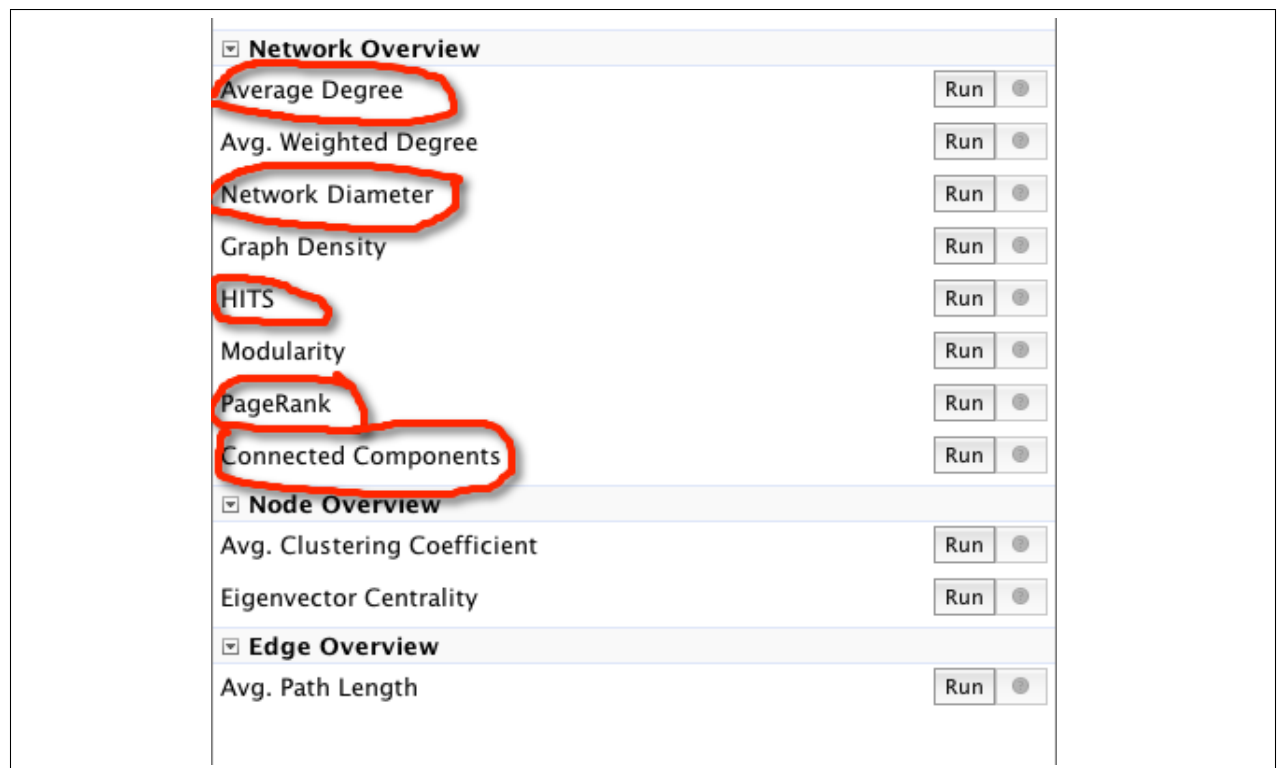 Network Overview
Average Degree Run
Avg. Weighted Degree Run
Network Diameter Run
Graph Density Run
HITS Run
Modularity Run
PageRank Run
Connected Components Run
Node Overview
Avg. Clustering Coefficient Run
Eigenvector Centrality Run
Edge Overview
Avg. Path Length Run